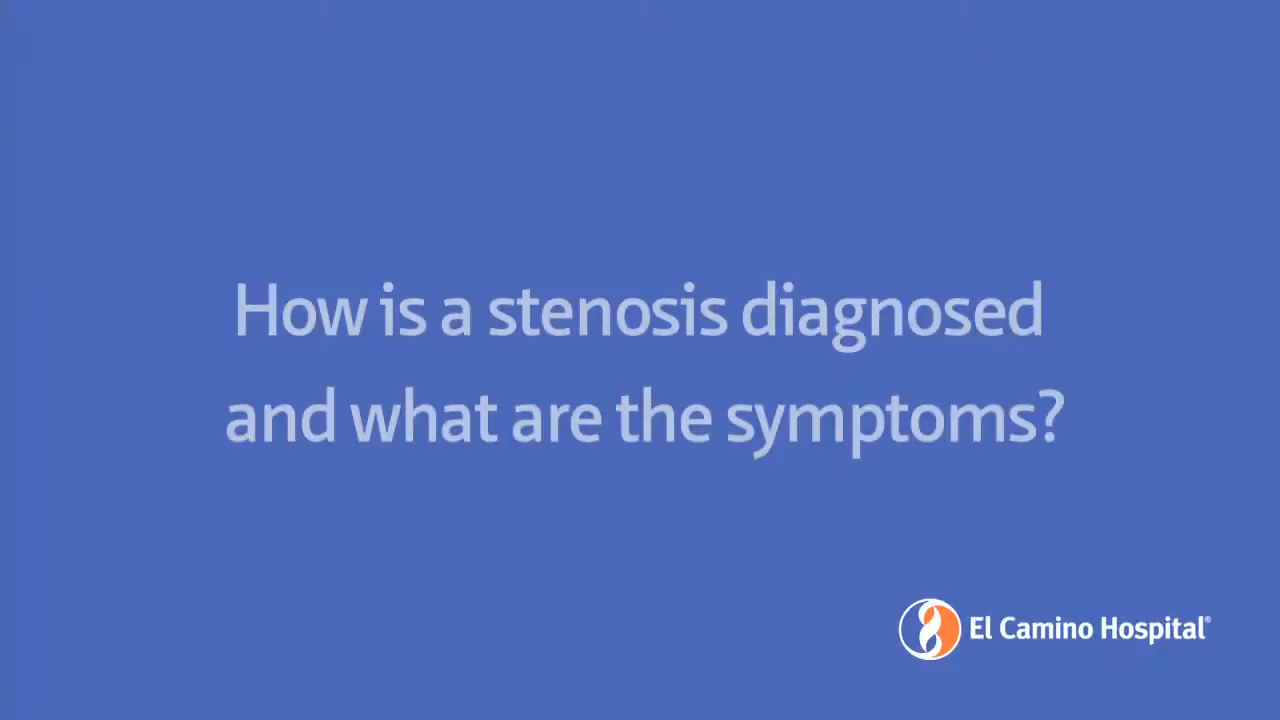 How is a stenosis diagnosed
and what are the symptoms?
El Camino Hospital®